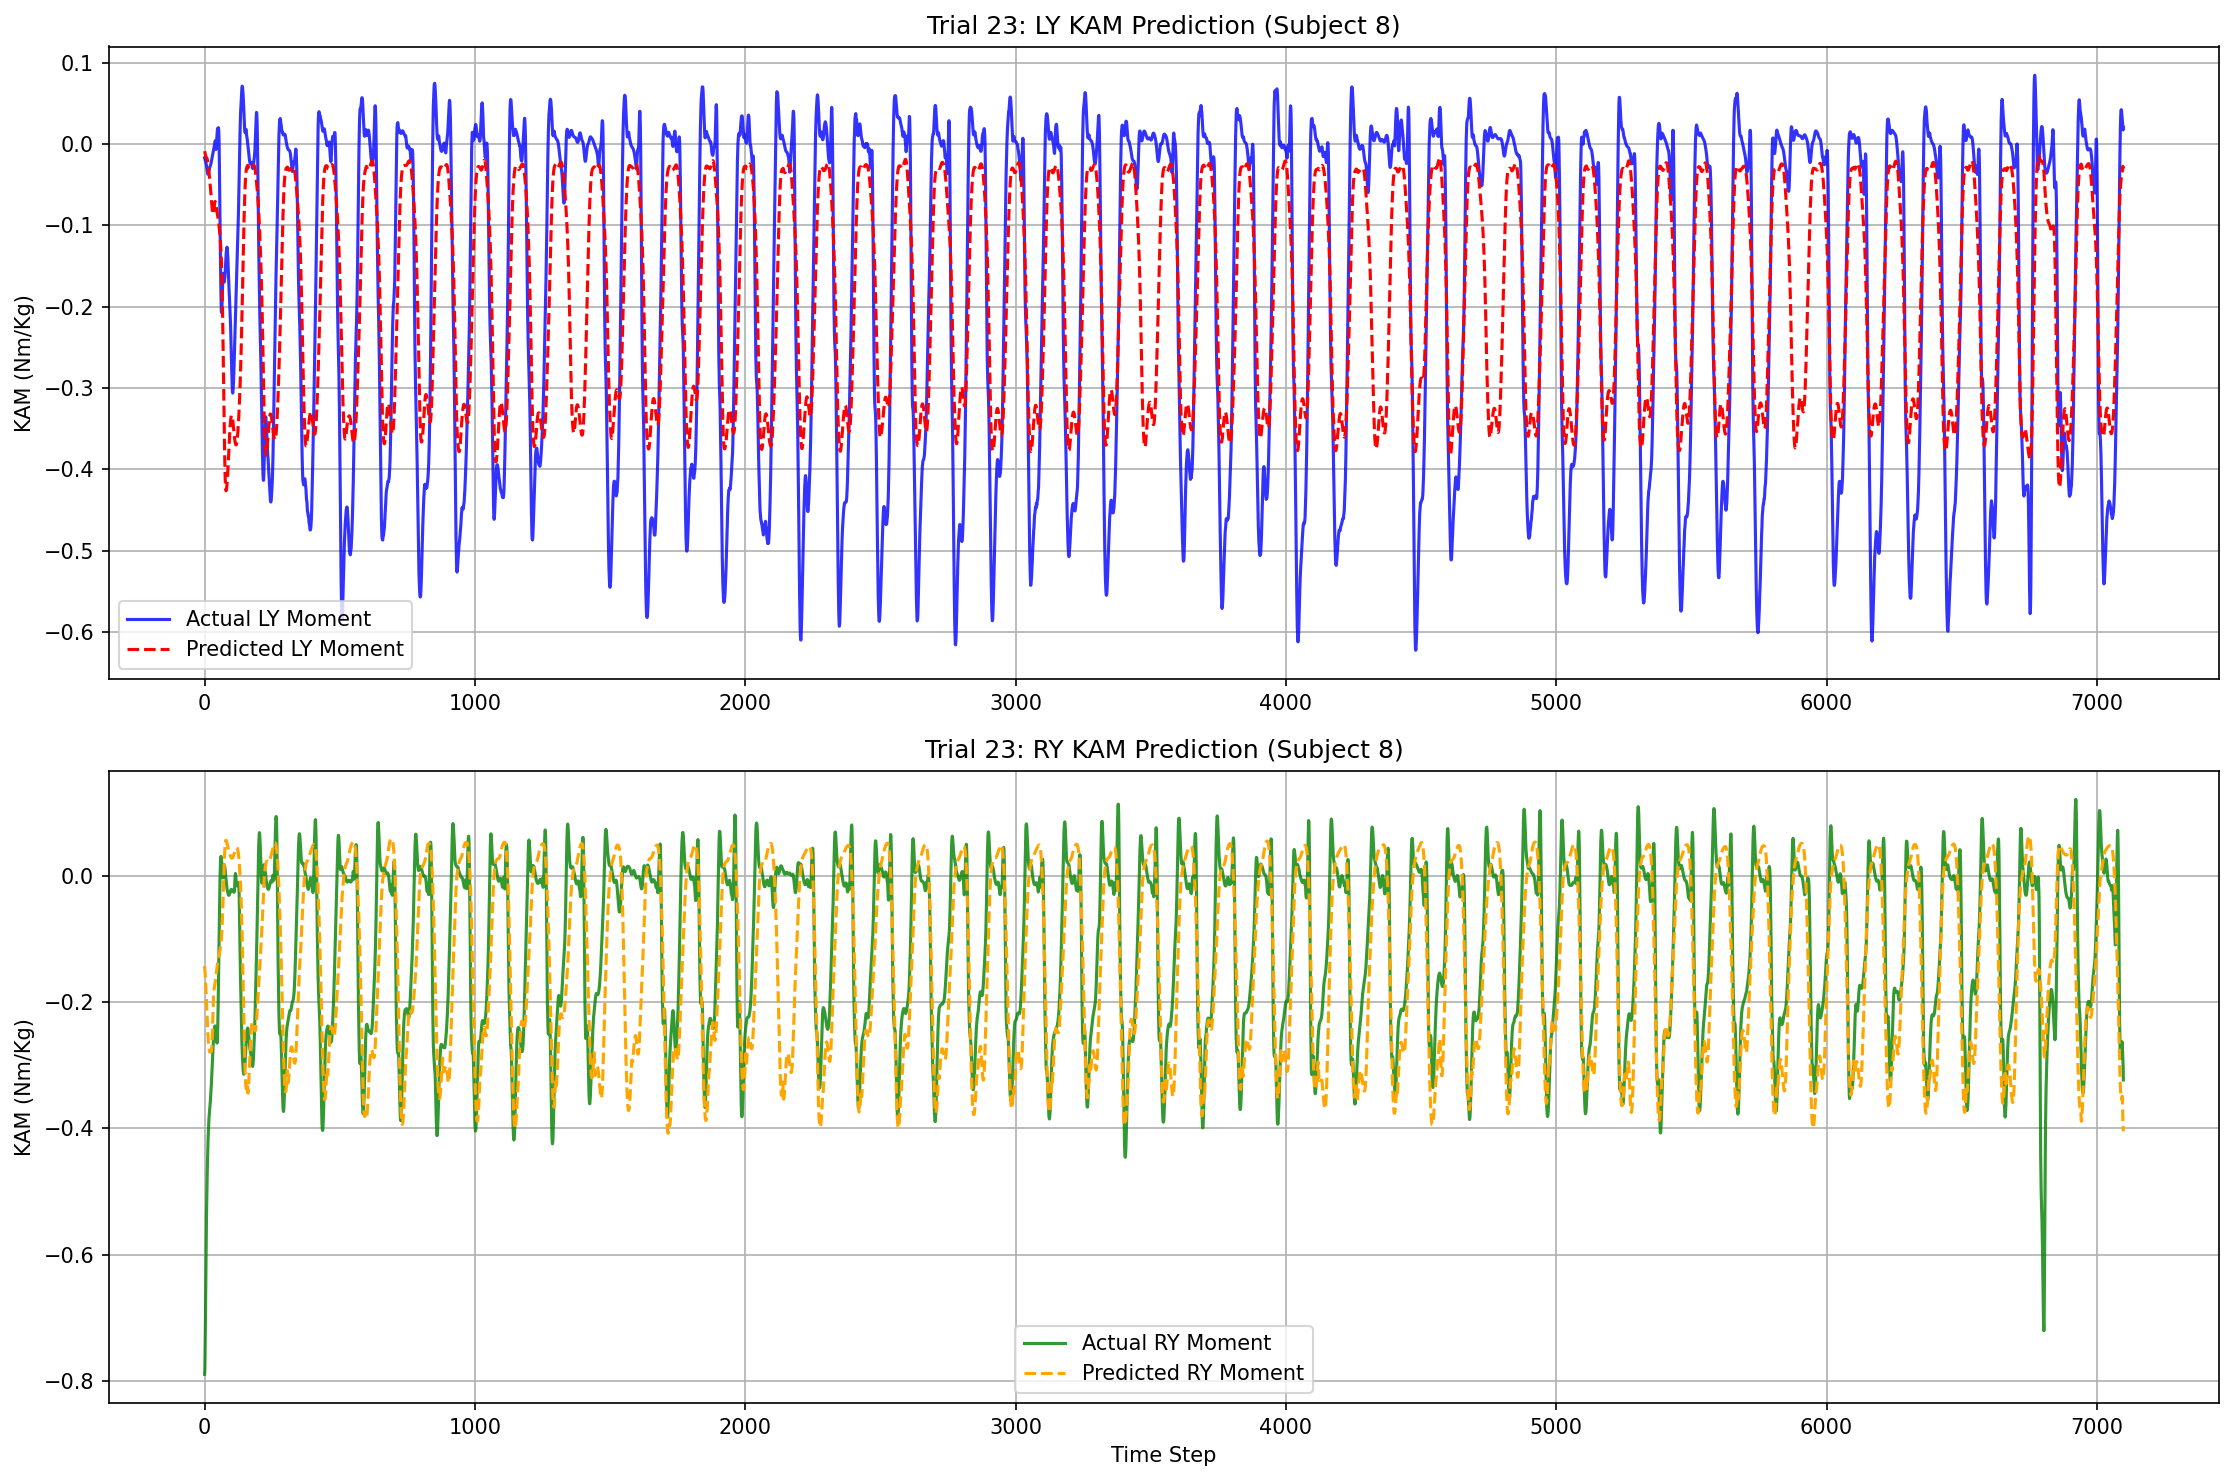 Trial 23: LY KAM Prediction (Subject 8)
KAM (Nm/Kg)
0.1
0.0
−0.1
−0.2
−0.3
−0.4
−0.5
−0.6
Actual LY Moment
Predicted LY Moment
0 1000 2000 3000 4000 5000 6000 7000
Trial 23: RY KAM Prediction (Subject 8)
KAM (Nm/Kg)
0.0
−0.2
−0.4
−0.6
−0.8
Actual RY Moment
Predicted RY Moment
0 1000 2000 3000 4000 5000 6000 7000
Time Step